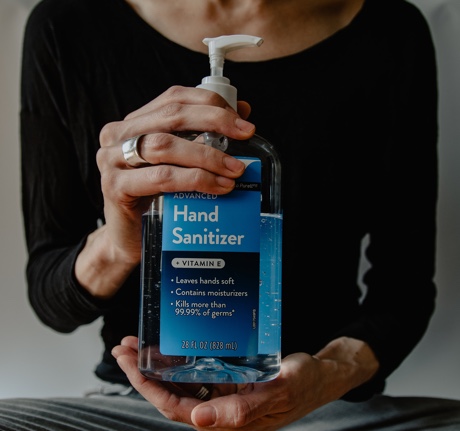 ADVANCED
Hand
Sanitizer
+ VITAMIN E
• Leaves hands soft
• Contains moisturizers
• Kills more than
99.99% of germs*
28 FL OZ (828 mL)